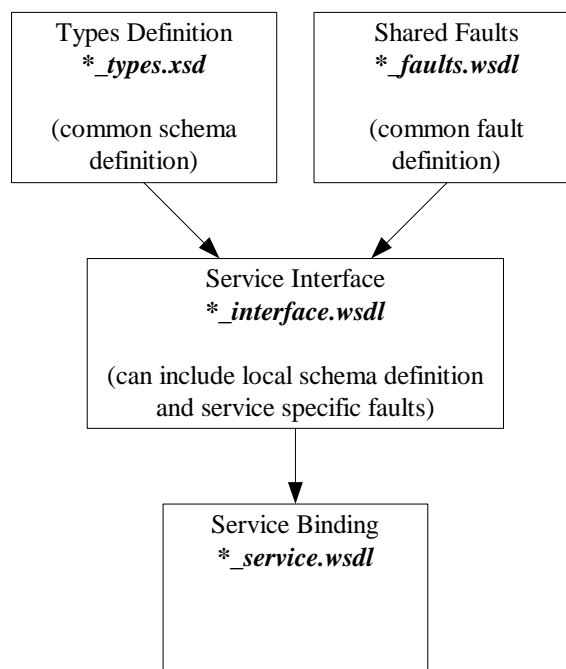 Types Definition
*_types.xsd
(common schema
definition)
Shared Faults
*_faults.wsdl
(common fault
definition)
Service Interface
*_interface.wsdl
(can include local schema definition
and service specific faults)
Service Binding
*_service.wsdl